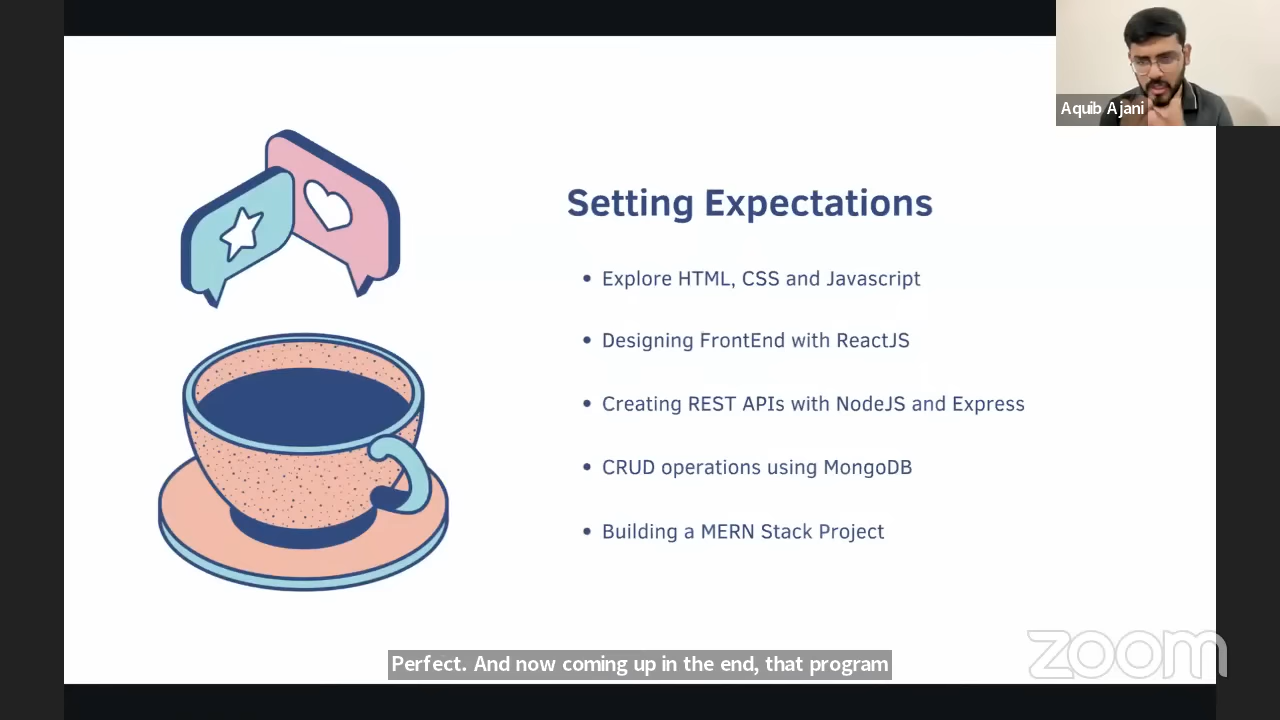 Aquib Ajani
Setting Expectations
• Explore HTML, CSS and Javascript
• Designing FrontEnd with ReactJS
• Creating REST APIs with NodeJS and Express
• CRUD operations using MongoDB
• Building a MERN Stack Project
zoom
Perfect. And now coming up in the end, that program